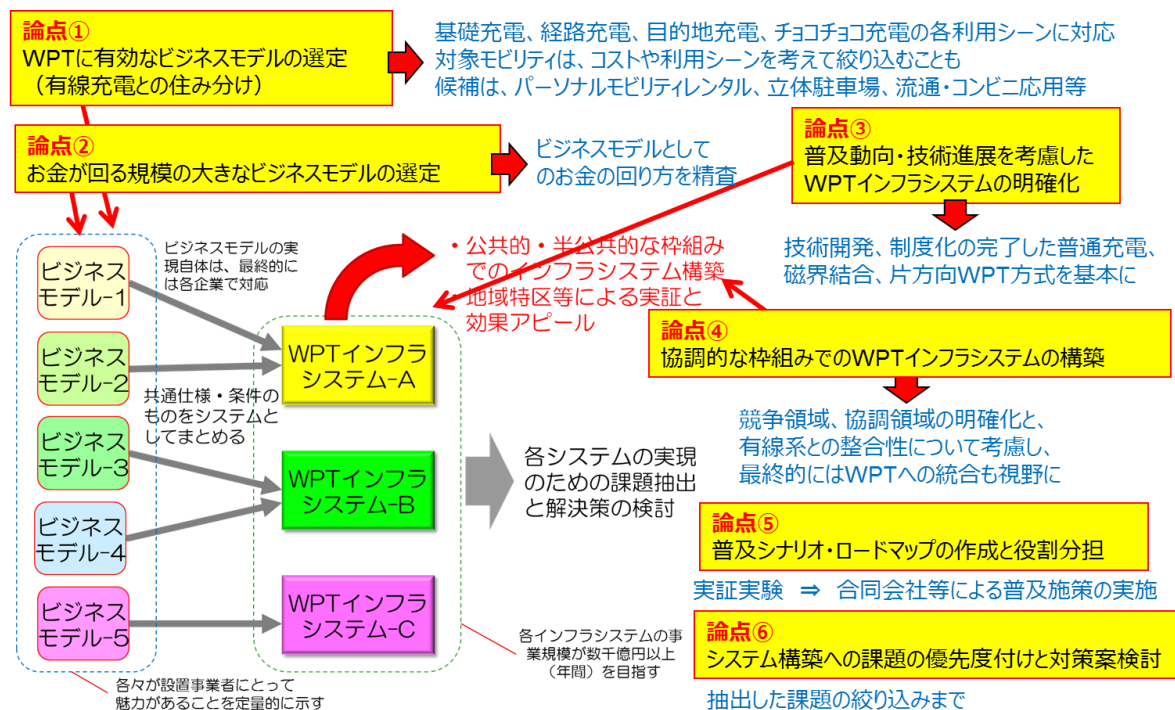 論点①
WPTに有効なビジネスモデルの選定
（有線充電との住み分け）
基礎充電、経路充電、目的地充電、チョコチョコ充電の各利用シーンに対応
対象モビリティは、コストや利用シーンを考えて絞り込むことも
候補は、パーソナルモビリティレンタル、立体駐車場、流通・コンビニ応用等
論点②
お金が回る規模の大きなビジネスモデルの選定
ビジネスモデルとして
のお金の回り方を精査
論点③
普及動向・技術進展を考慮した
WPTインフラシステムの明確化
技術開発、制度化の完了した普通充電、
磁界結合、片方向WPT方式を基本に
ビジネスモデルの実
現自体は、最終的に
は各企業で対応
・公共的・半公共的な枠組み
でのインフラシステム構築
・地域特区等による実証と
効果アピール
論点④
協調的な枠組みでのWPTインフラシステムの構築
競争領域、協調領域の明確化と、
有線系との整合性について考慮し、
最終的にはWPTへの統合も視野に
ビジネス
モデル-1
ビジネス
モデル-2
ビジネス
モデル-3
ビジネス
モデル-4
ビジネス
モデル-5
共通仕様・条件の
ものをシステムと
してまとめる
WPTインフラ
システム-A
WPTインフラ
システム-B
WPTインフラ
システム-C
各システムの実現
のための課題抽出
と解決策の検討
論点⑤
普及シナリオ・ロードマップの作成と役割分担
実証実験 ⇒ 合同会社等による普及施策の実施
論点⑥
システム構築への課題の優先度付けと対策案検討
抽出した課題の絞り込みまで
各インフラシステムの事
業規模が数千億円以上
（年間）を目指す
各々が設置事業者にとって
魅力があることを定量的に示す